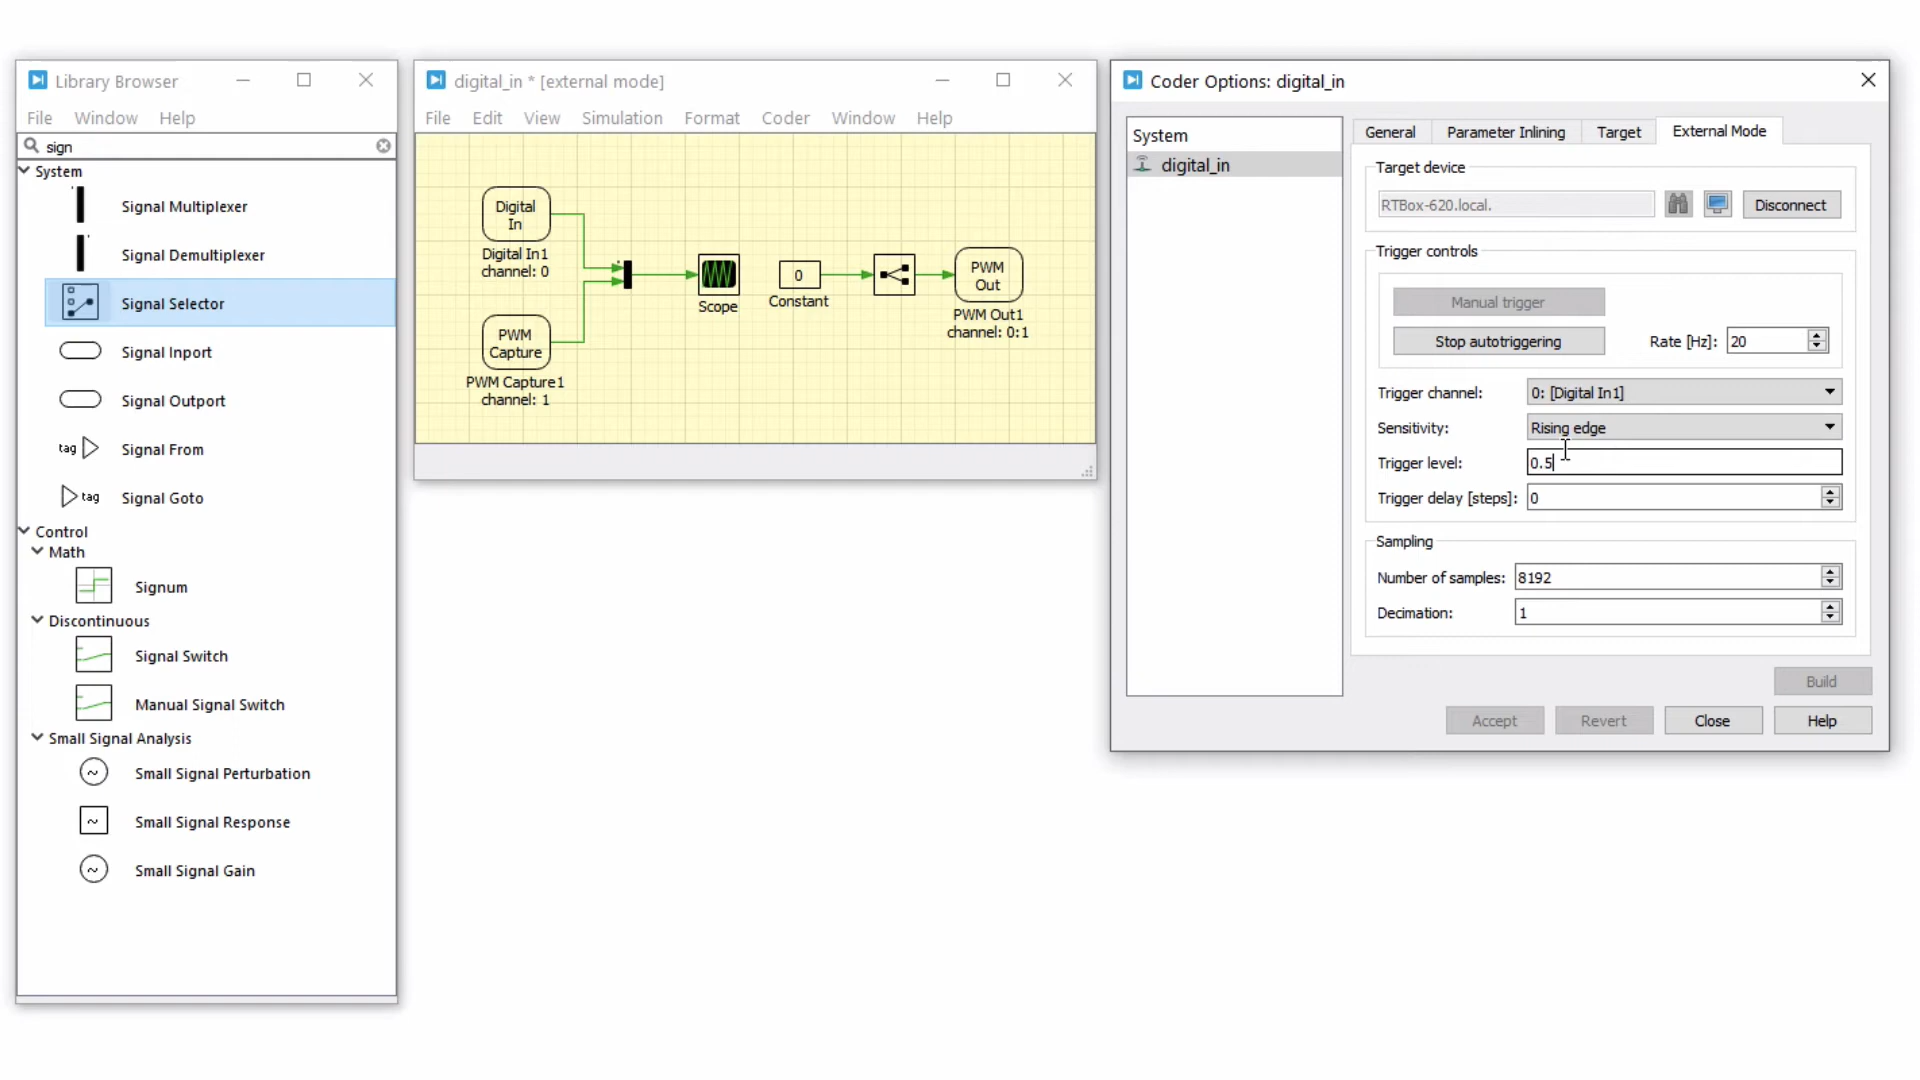 Library Browser
File Window Help
sign
System
Signal Multiplexer
Signal Demultiplexer
Signal Selector
Signal Inport
Signal Outport
tag Signal From
tag Signal Goto
Control
Math
Signum
Discontinuous
Signal Switch
Manual Signal Switch
Small Signal Analysis
~ Small Signal Perturbation
~ Small Signal Response
~ Small Signal Gain
digital_in * [external mode]
File Edit View Simulation Format Coder Window Help
Digital
In
Digital In1
channel: 0
PWM
Capture
PWM Capture1
channel: 1
Scope
0
Constant
PWM
Out
PWM Out1
channel: 0:1
Coder Options: digital_in
System
digital_in
General Parameter Inlining Target External Mode
Target device
RTBox-620.local. Disconnect
Trigger controls
Manual trigger
Stop autotriggering Rate [Hz]: 20
Trigger channel: 0: [Digital In1]
Sensitivity: Rising edge
Trigger level: 0.5
Trigger delay [steps]: 0
Sampling
Number of samples: 8192
Decimation: 1
Build
Accept Revert Close Help